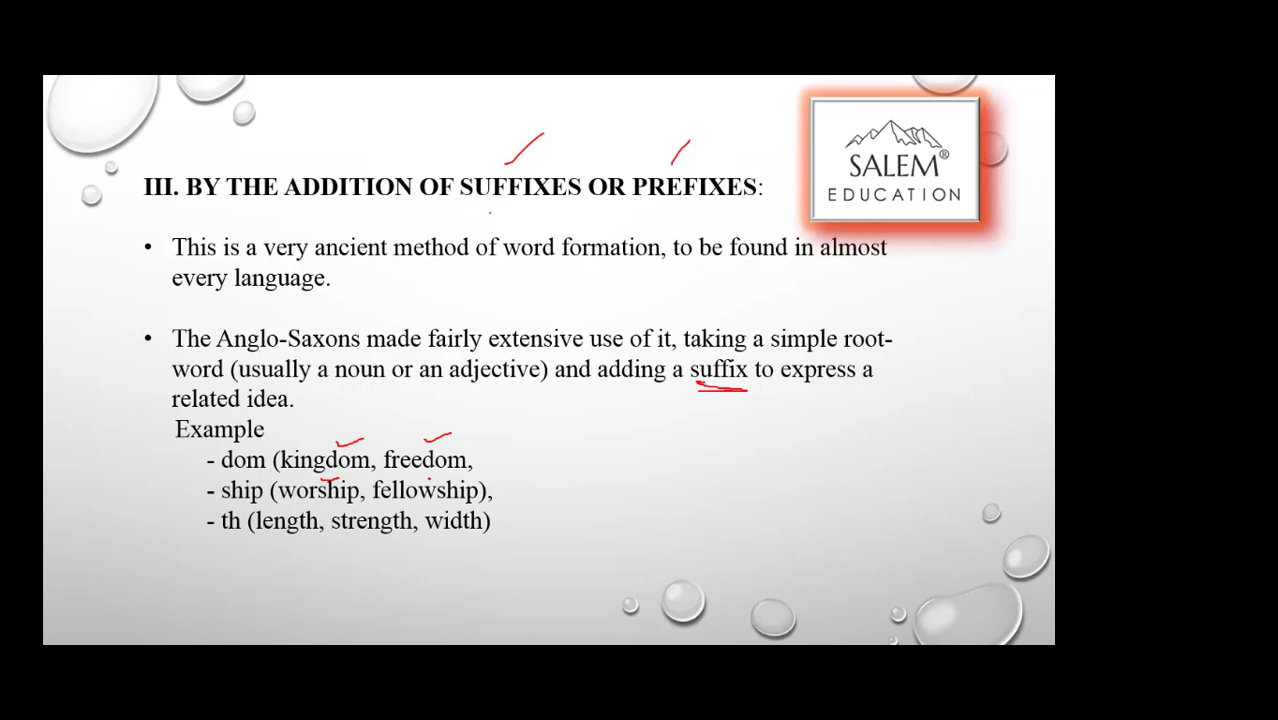 SALEM®
EDUCATION
III. BY THE ADDITION OF SUFFIXES OR PREFIXES:
• This is a very ancient method of word formation, to be found in almost
every language.
• The Anglo-Saxons made fairly extensive use of it, taking a simple root-
word (usually a noun or an adjective) and adding a suffix to express a
related idea.
Example
- dom (kingdom, freedom,
- ship (worship, fellowship),
- th (length, strength, width)